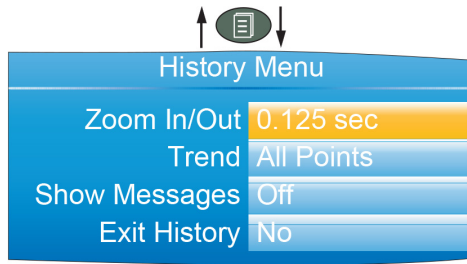 History Menu
Zoom In/Out 0.125 sec
Trend All Points
Show Messages Off
Exit History No